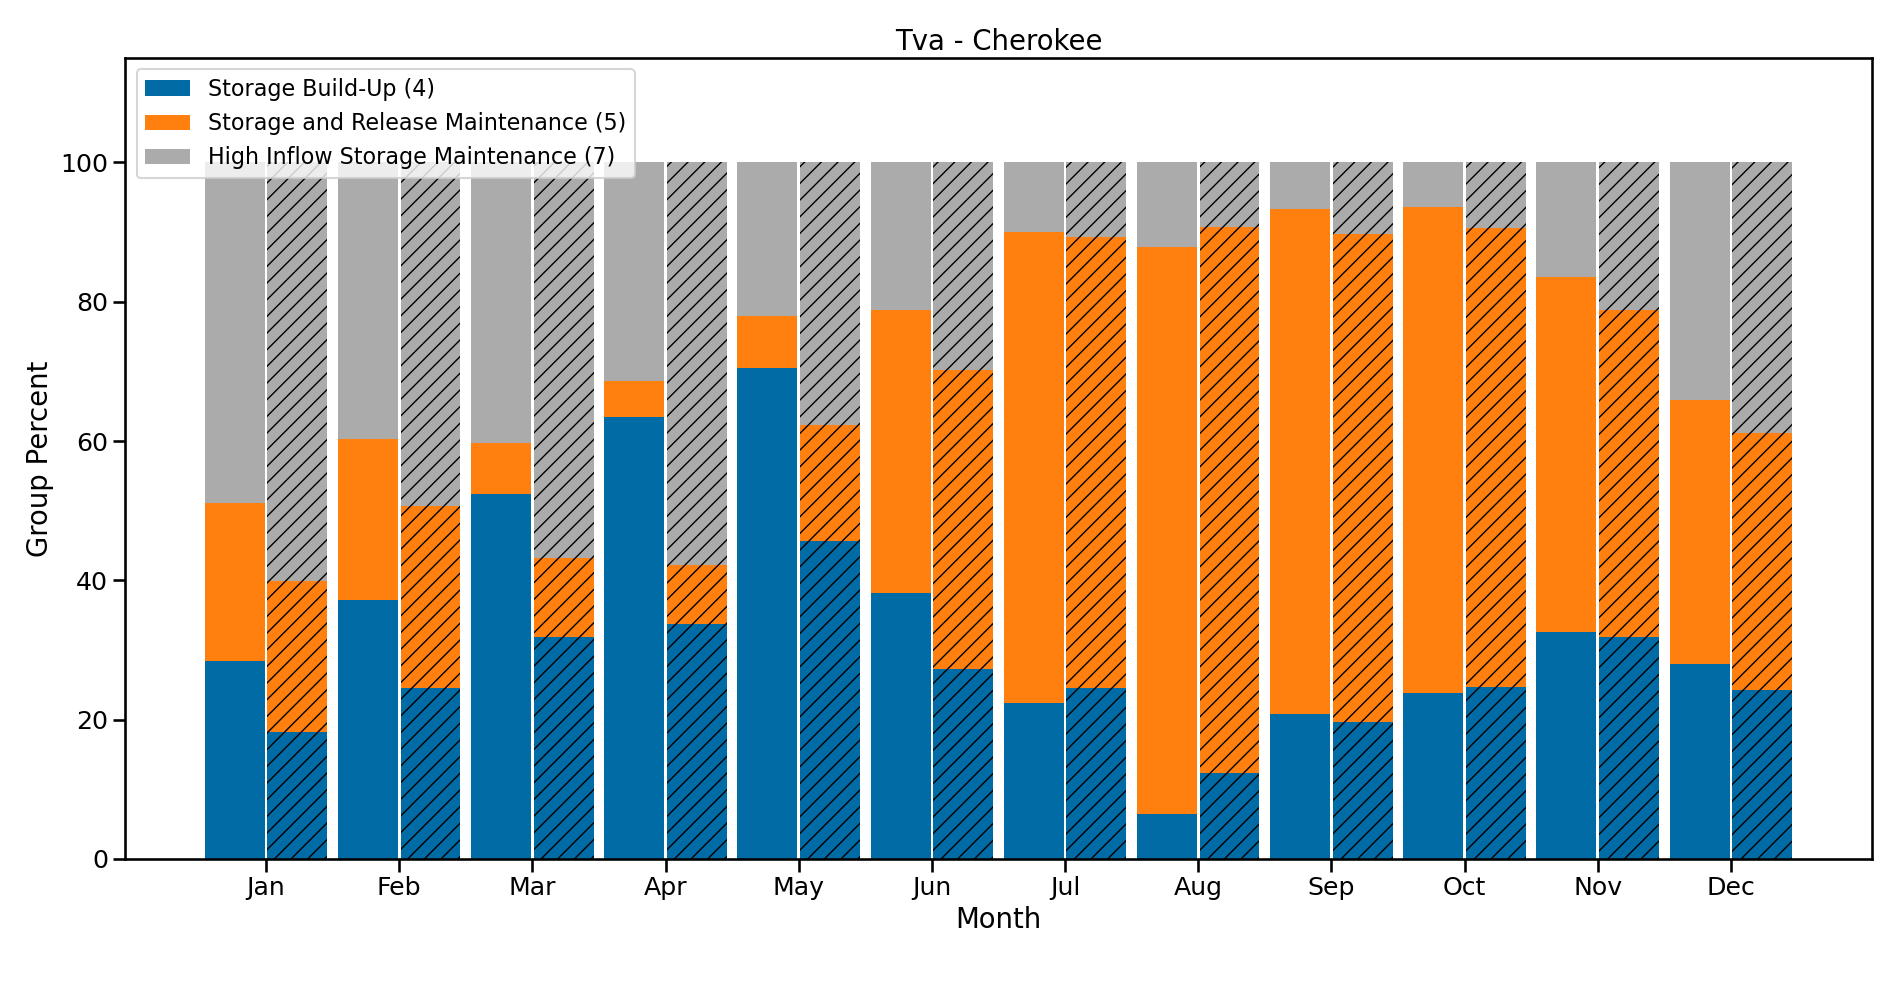 Tva - Cherokee
Storage Build-Up (4)
Storage and Release Maintenance (5)
High Inflow Storage Maintenance (7)
Group Percent
100
80
60
40
20
0
Jan Feb Mar Apr May Jun Jul Aug Sep Oct Nov Dec
Month